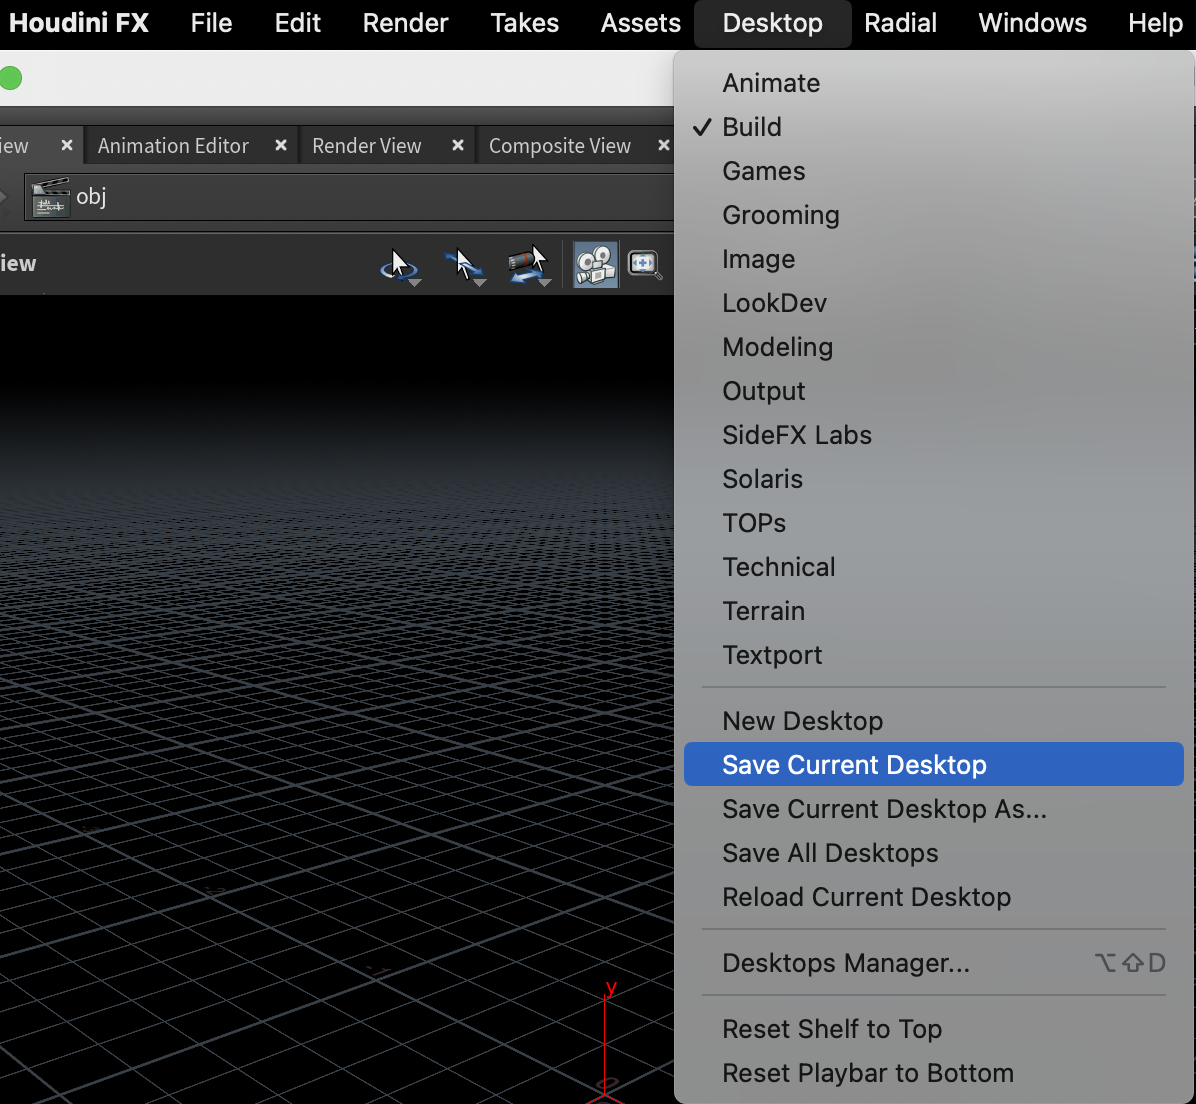 Houdini FX File Edit Render Takes Assets Desktop Radial Windows Help
iew Animation Editor Render View Composite View
obj
iew
y
Animate
Build
Games
Grooming
Image
LookDev
Modeling
Output
SideFX Labs
Solaris
TOPs
Technical
Terrain
Textport
New Desktop
Save Current Desktop
Save Current Desktop As...
Save All Desktops
Reload Current Desktop
Desktops Manager... ⌥⇧D
Reset Shelf to Top
Reset Playbar to Bottom